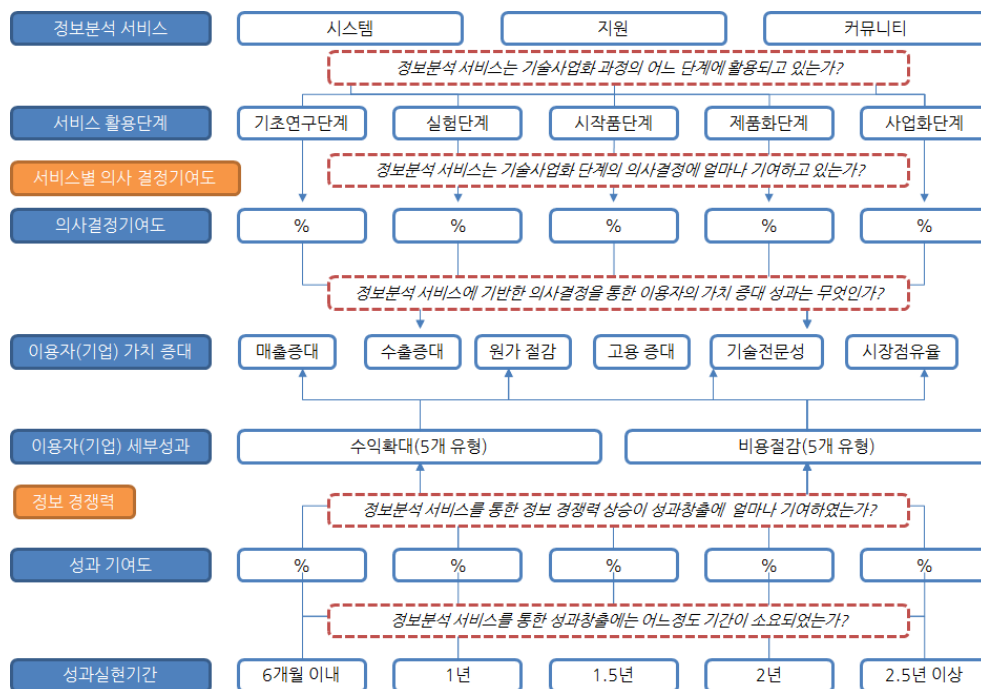 정보분석 서비스
시스템
지원
커뮤니티
정보분석 서비스는 기술사업화 과정의 어느 단계에 활용되고 있는가?
서비스 활용단계
기초연구단계
실험단계
시작품단계
제품화단계
사업화단계
서비스별 의사 결정기여도
정보분석 서비스는 기술사업화 단계의 의사결정에 얼마나 기여하고 있는가?
의사결정기여도
%
%
%
%
%
정보분석 서비스에 기반한 의사결정을 통한 이용자의 가치 증대 성과는 무엇인가?
이용자(기업) 가치 증대
매출증대
수출증대
원가 절감
고용 증대
기술전문성
시장점유율
이용자(기업) 세부성과
수익확대(5개 유형)
비용절감(5개 유형)
정보 경쟁력
정보분석 서비스를 통한 정보 경쟁력 상승이 성과창출에 얼마나 기여하였는가?
성과 기여도
%
%
%
%
%
정보분석 서비스를 통한 성과창출에는 어느정도 기간이 소요되었는가?
성과실현기간
6개월 이내
1년
1.5년
2년
2.5년 이상